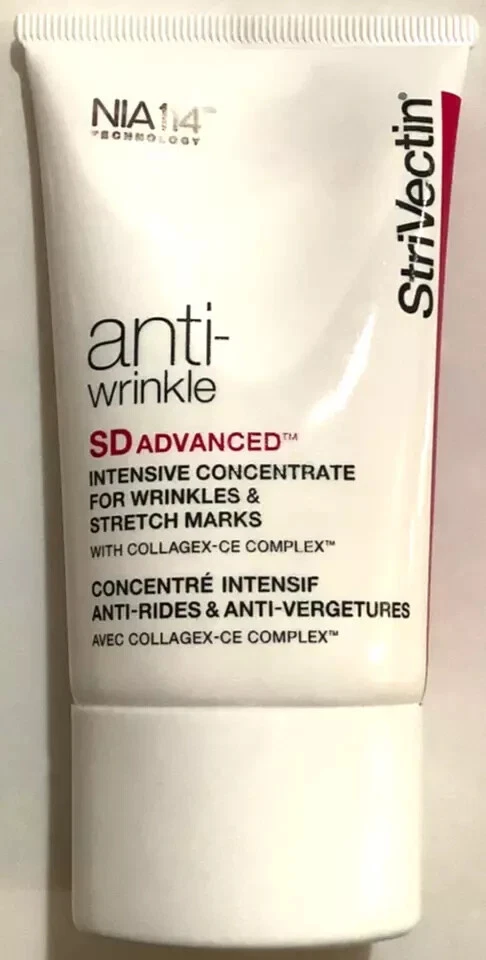 NIA114™
TECHNOLOGY
StriVectin®
anti-
wrinkle
SD ADVANCED™
INTENSIVE CONCENTRATE
FOR WRINKLES &
STRETCH MARKS
WITH COLLAGEX-CE COMPLEX™
CONCENTRÉ INTENSIF
ANTI-RIDES & ANTI-VERGETURES
AVEC COLLAGEX-CE COMPLEX™